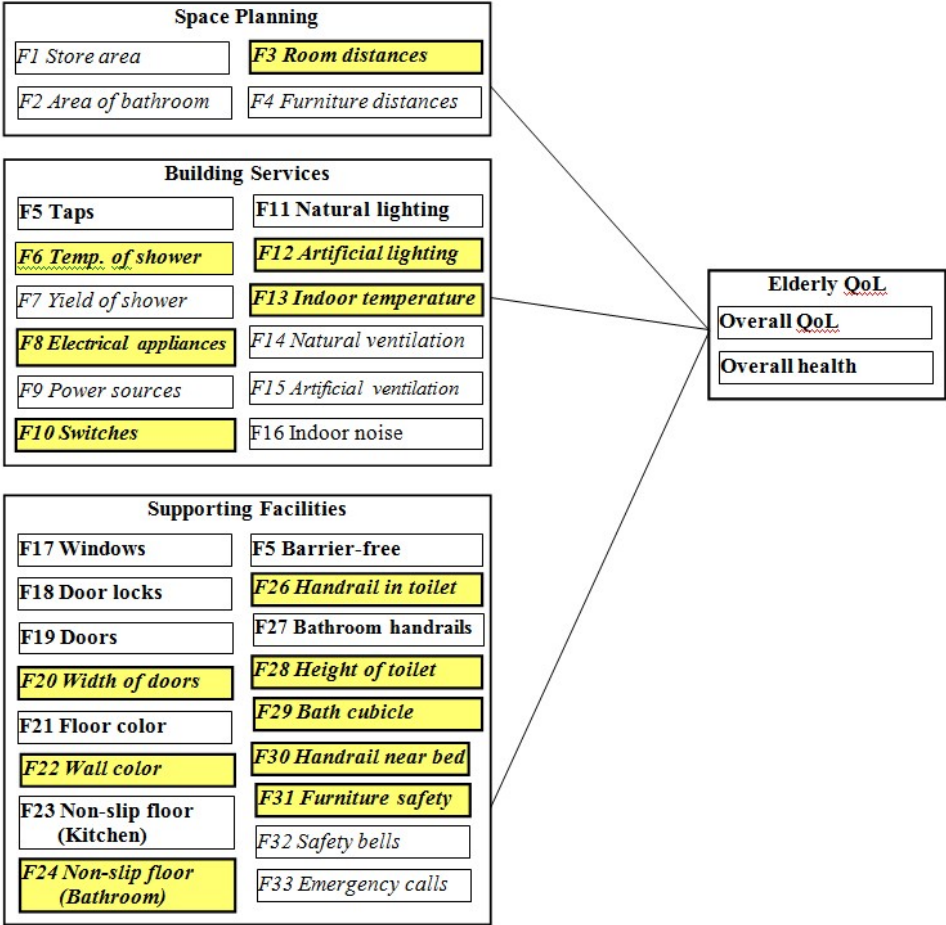 Space Planning
F1 Store area
F3 Room distances
F2 Area of bathroom
F4 Furniture distances
Building Services
F5 Taps
F11 Natural lighting
F6 Temp. of shower
F12 Artificial lighting
F7 Yield of shower
F13 Indoor temperature
F8 Electrical appliances
F14 Natural ventilation
F9 Power sources
F15 Artificial ventilation
F10 Switches
F16 Indoor noise
Elderly QoL
Overall QoL
Overall health
Supporting Facilities
F17 Windows
F5 Barrier-free
F18 Door locks
F26 Handrail in toilet
F19 Doors
F27 Bathroom handrails
F20 Width of doors
F28 Height of toilet
F21 Floor color
F29 Bath cubicle
F22 Wall color
F30 Handrail near bed
F23 Non-slip floor
(Kitchen)
F31 Furniture safety
F32 Safety bells
F24 Non-slip floor
(Bathroom)
F33 Emergency calls